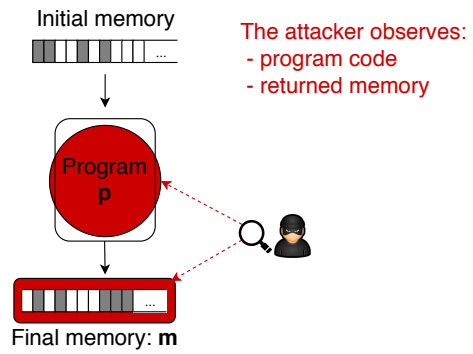 Initial memory
...
The attacker observes:
- program code
- returned memory
Program
p
...
Final memory: m